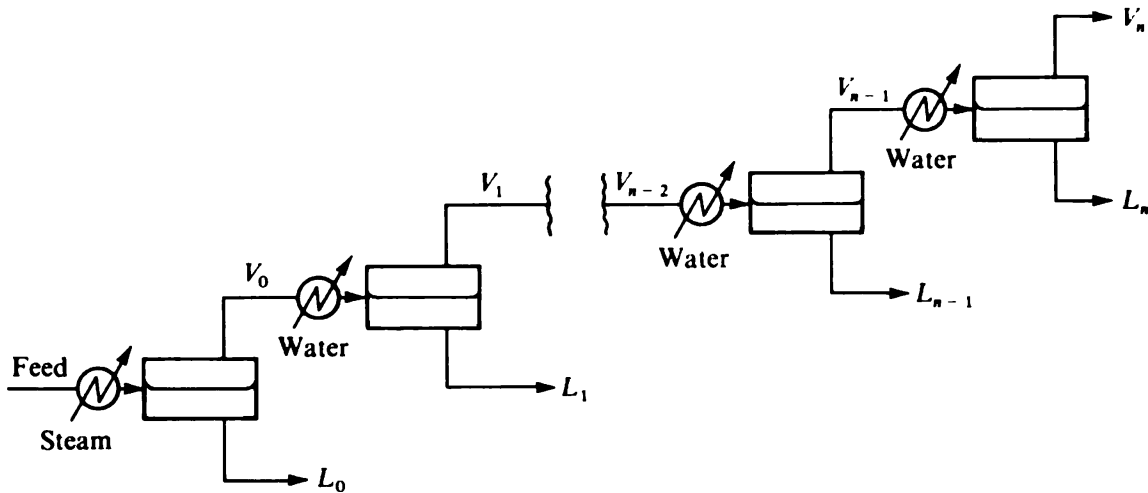 Vₙ
Vₙ₋₁
Water
V₁
Vₙ₋₂
Lₙ
Water
V₀
Lₙ₋₁
Water
Feed
L₁
Steam
L₀